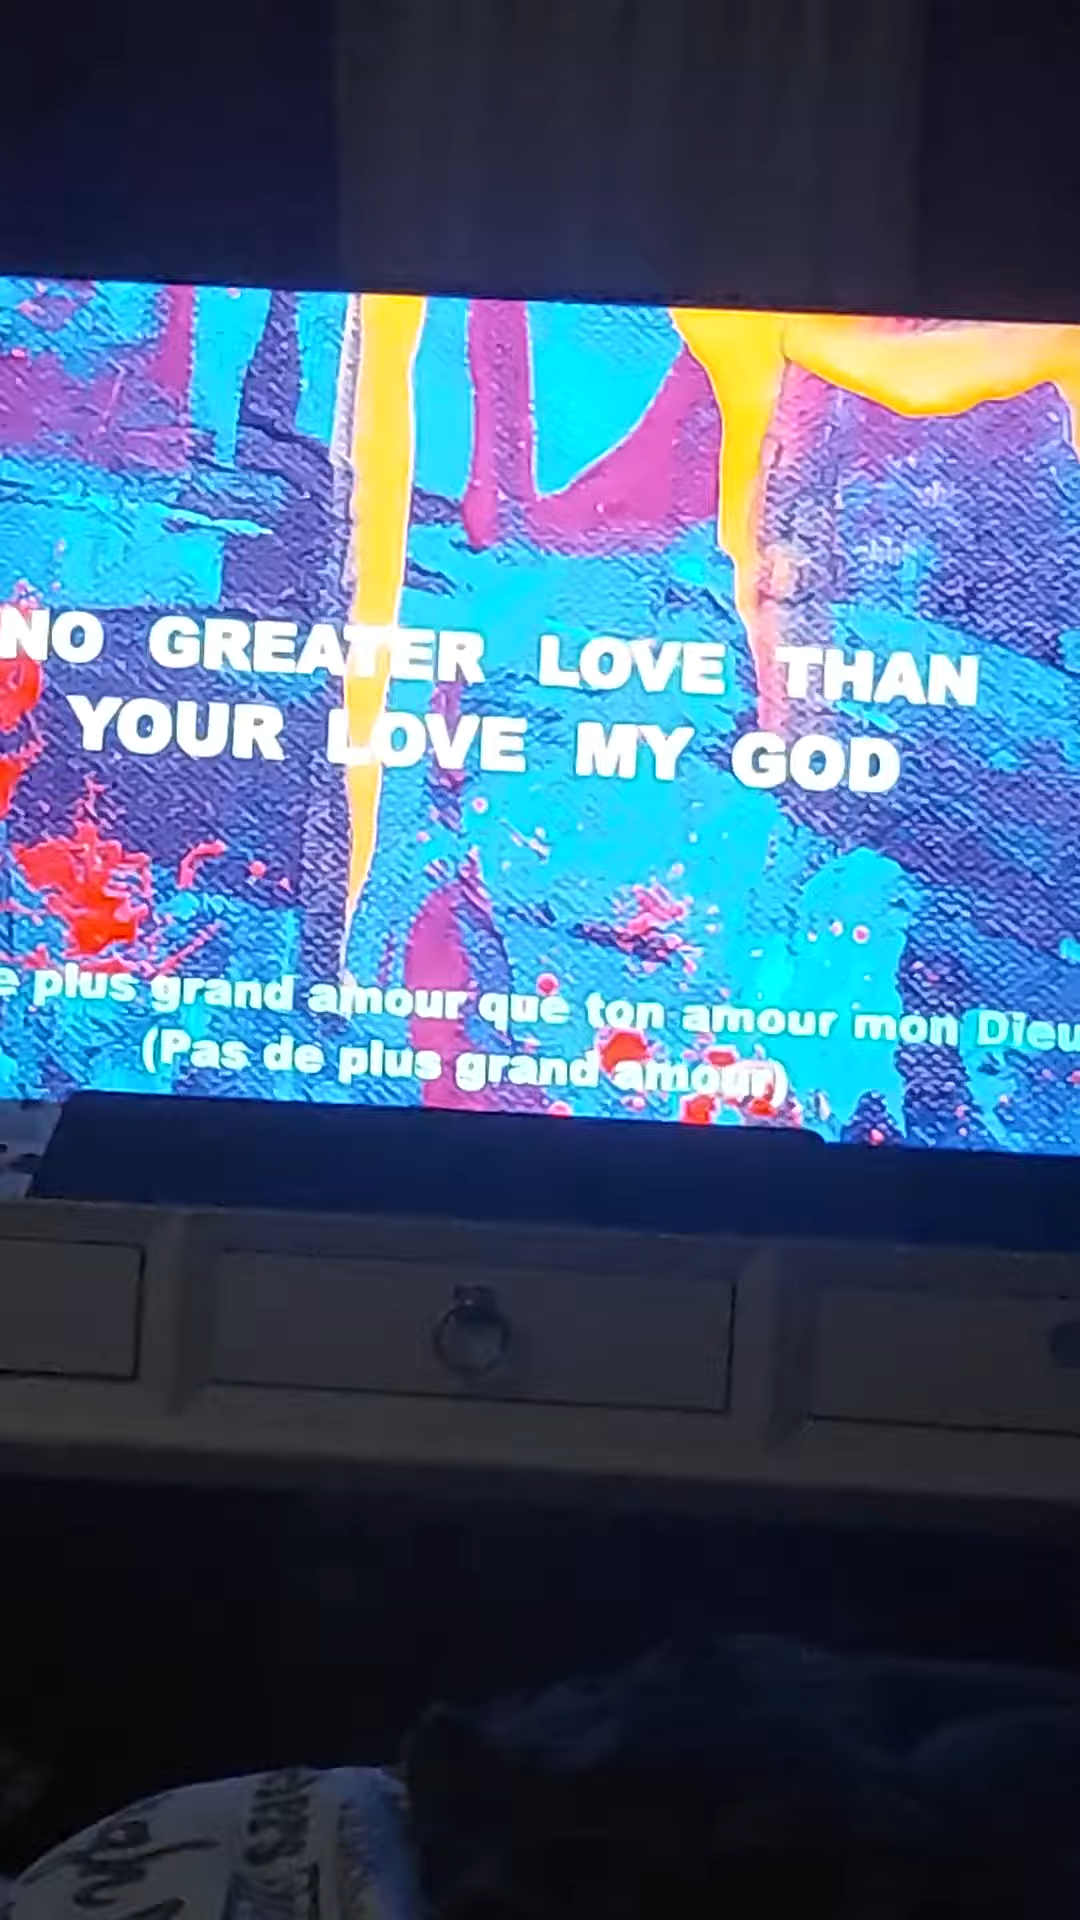 NO GREATER LOVE THAN
YOUR LOVE MY GOD
e plus grand amour que ton amour mon Dieu
(Pas de plus grand amour)